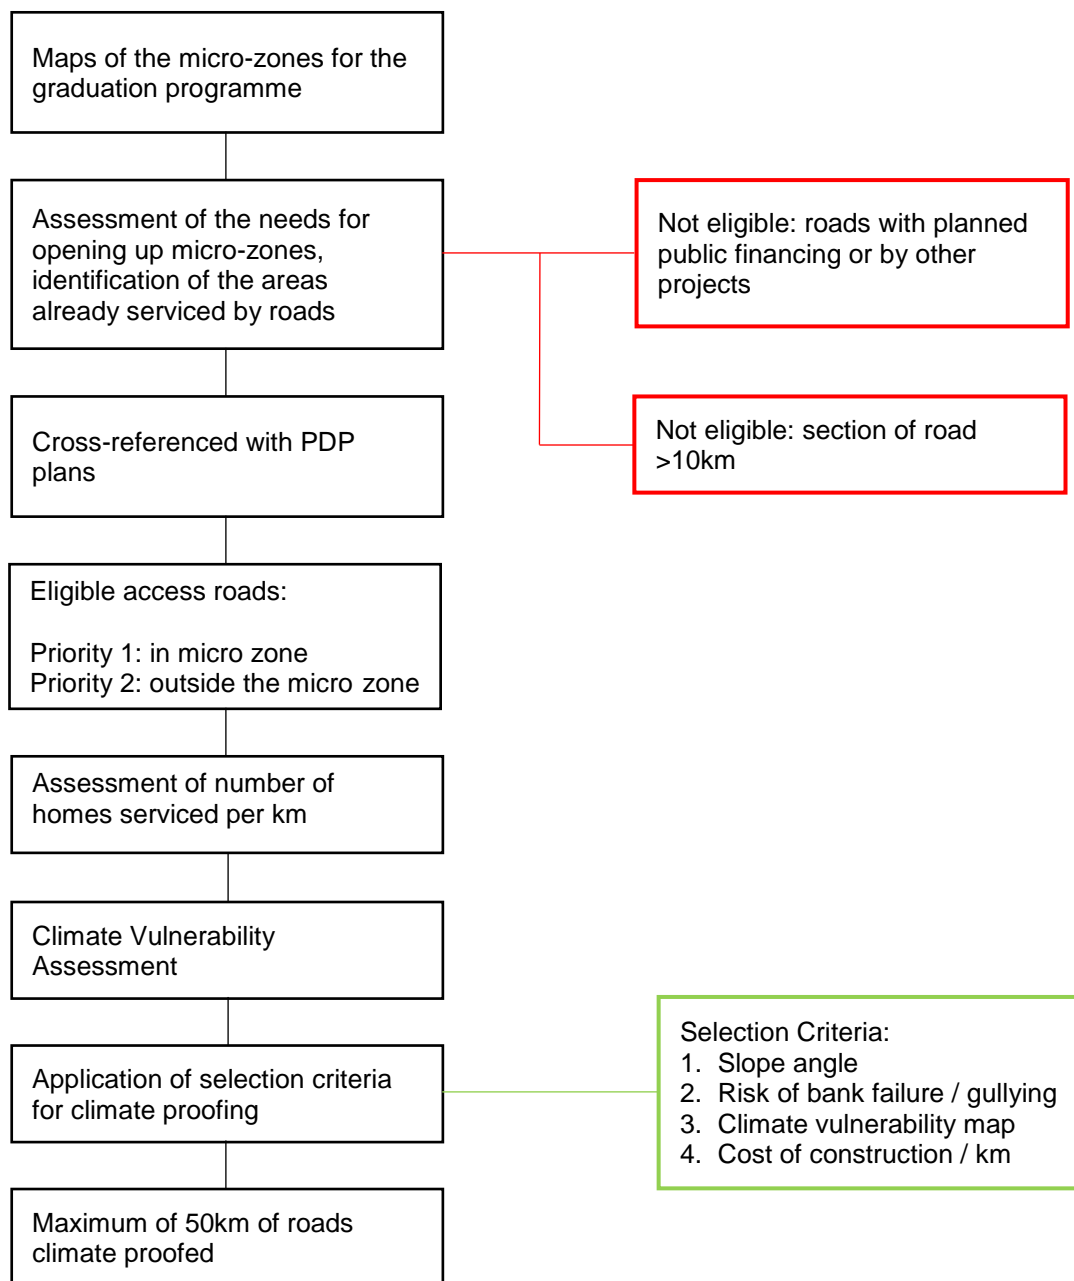 Maps of the micro-zones for the
graduation programme
Assessment of the needs for
opening up micro-zones,
identification of the areas
already serviced by roads
Not eligible: roads with planned
public financing or by other
projects
Cross-referenced with PDP
plans
Not eligible: section of road
>10km
Eligible access roads:
Priority 1: in micro zone
Priority 2: outside the micro zone
Assessment of number of
homes serviced per km
Climate Vulnerability
Assessment
Application of selection criteria
for climate proofing
Selection Criteria:
1. Slope angle
2. Risk of bank failure / gullying
3. Climate vulnerability map
4. Cost of construction / km
Maximum of 50km of roads
climate proofed